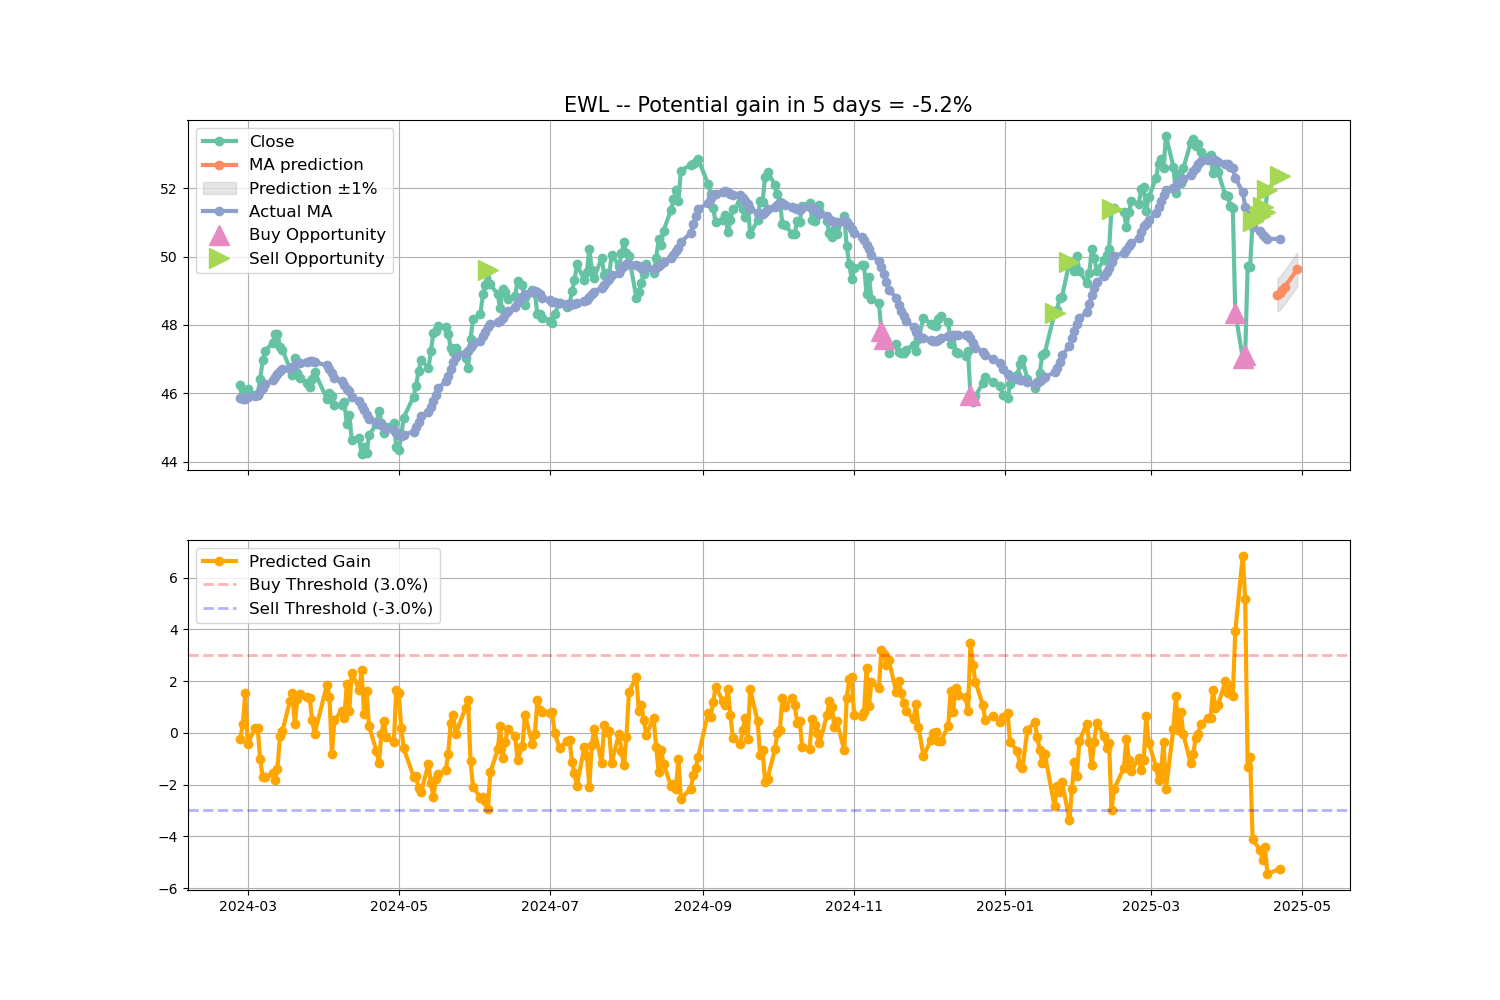 EWL -- Potential gain in 5 days = -5.2%
Close
MA prediction
Prediction ±1%
Actual MA
Buy Opportunity
Sell Opportunity
52
50
48
46
44
Predicted Gain
Buy Threshold (3.0%)
Sell Threshold (-3.0%)
6
4
2
0
−2
−4
−6
2024-03 2024-05 2024-07 2024-09 2024-11 2025-01 2025-03 2025-05